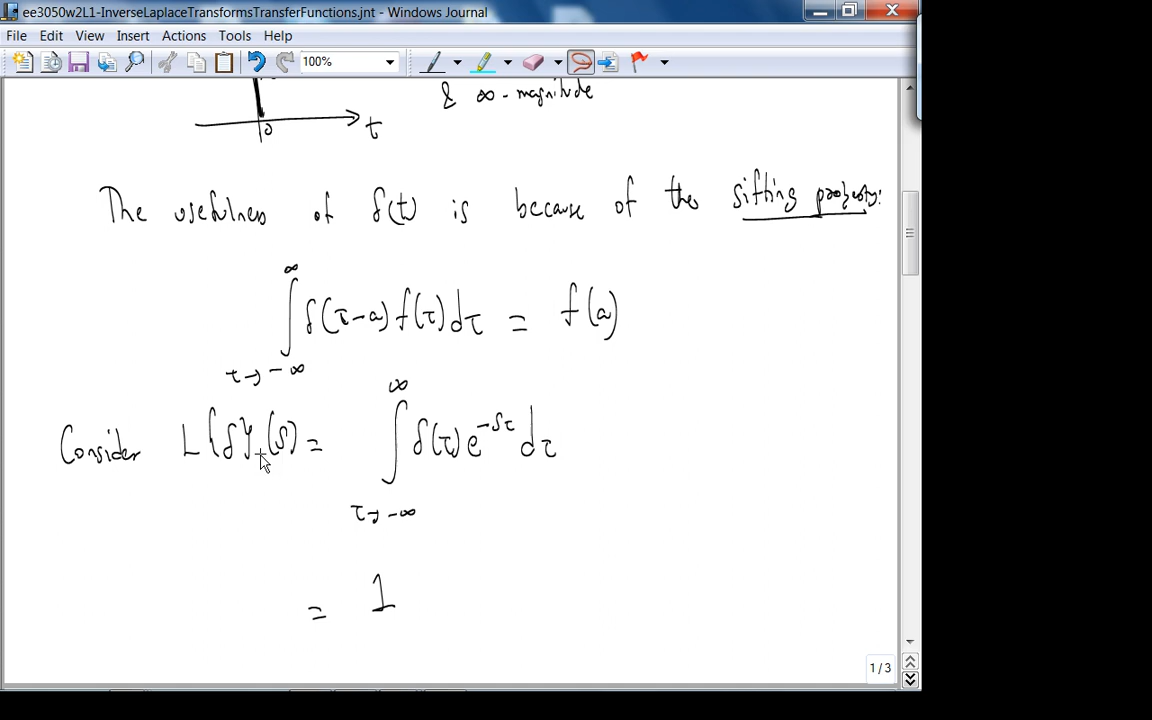 ee3050w2L1-InverseLaplaceTransformsTransferFunctions.jnt - Windows Journal
File Edit View Insert Actions Tools Help
100%
& ∞-magnitude
0
t
The usefulness of δ(t) is because of the sifting property:
∞
∫ δ(τ-a) f(τ) dτ = f(a)
τ→ -∞
∞
Consider L{δ}(s) = ∫ δ(τ) e^{-sτ} dτ
τ→ -∞
= 1
1 / 3